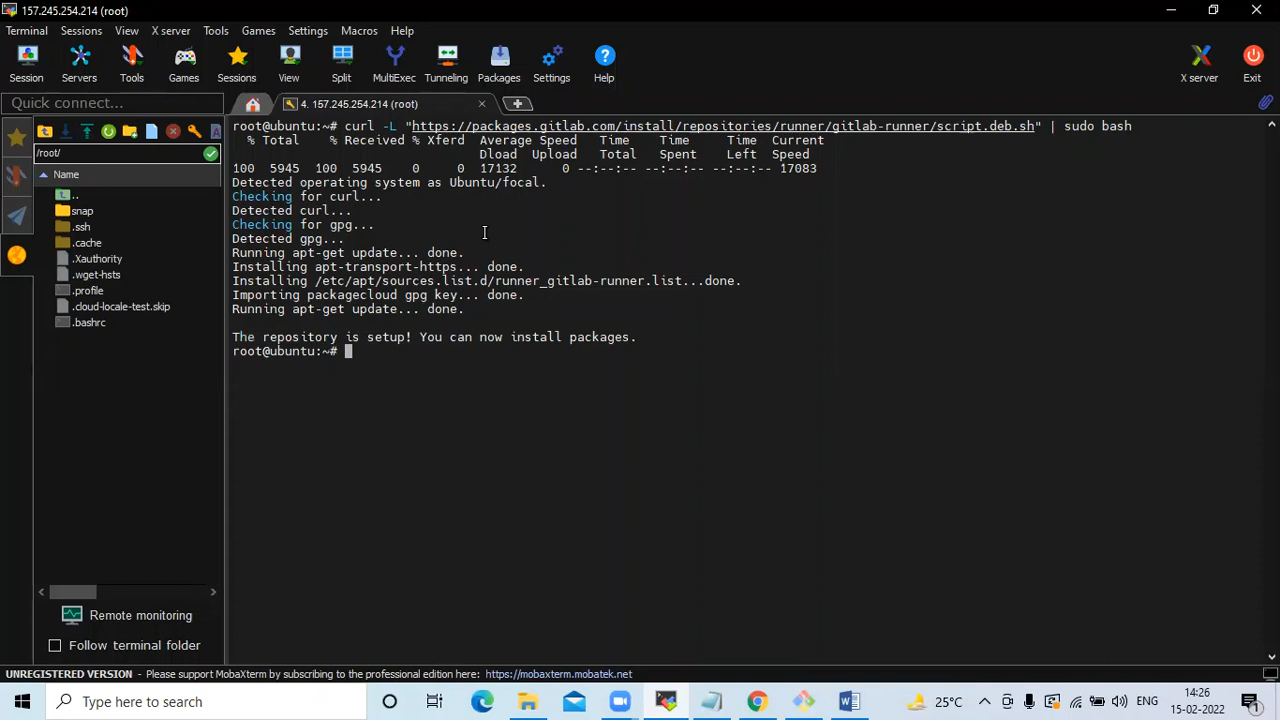 157.245.254.214 (root)
Terminal Sessions View X server Tools Games Settings Macros Help
Session Servers Tools Games Sessions View Split MultiExec Tunneling Packages Settings Help X server Exit
Quick connect...
4. 157.245.254.214 (root)
/root/
Name
..
snap
.ssh
.cache
.Xauthority
.wget-hsts
.profile
.cloud-locale-test.skip
.bashrc
Remote monitoring
Follow terminal folder
root@ubuntu:~# curl -L "https://packages.gitlab.com/install/repositories/runner/gitlab-runner/script.deb.sh" | sudo bash
% Total % Received % Xferd Average Speed Time Time Time Current
Dload Upload Total Spent Left Speed
100 5945 100 5945 0 0 17132 0 --:--:-- --:--:-- --:--:-- 17083
Detected operating system as Ubuntu/focal.
Checking for curl...
Detected curl...
Checking for gpg...
Detected gpg...
Running apt-get update... done.
Installing apt-transport-https... done.
Installing /etc/apt/sources.list.d/runner_gitlab-runner.list...done.
Importing packagecloud gpg key... done.
Running apt-get update... done.
The repository is setup! You can now install packages.
root@ubuntu:~#
UNREGISTERED VERSION - Please support MobaXterm by subscribing to the professional edition here: https://mobaxterm.mobatek.net
Type here to search
25°C
ENG
14:26
15-02-2022
1